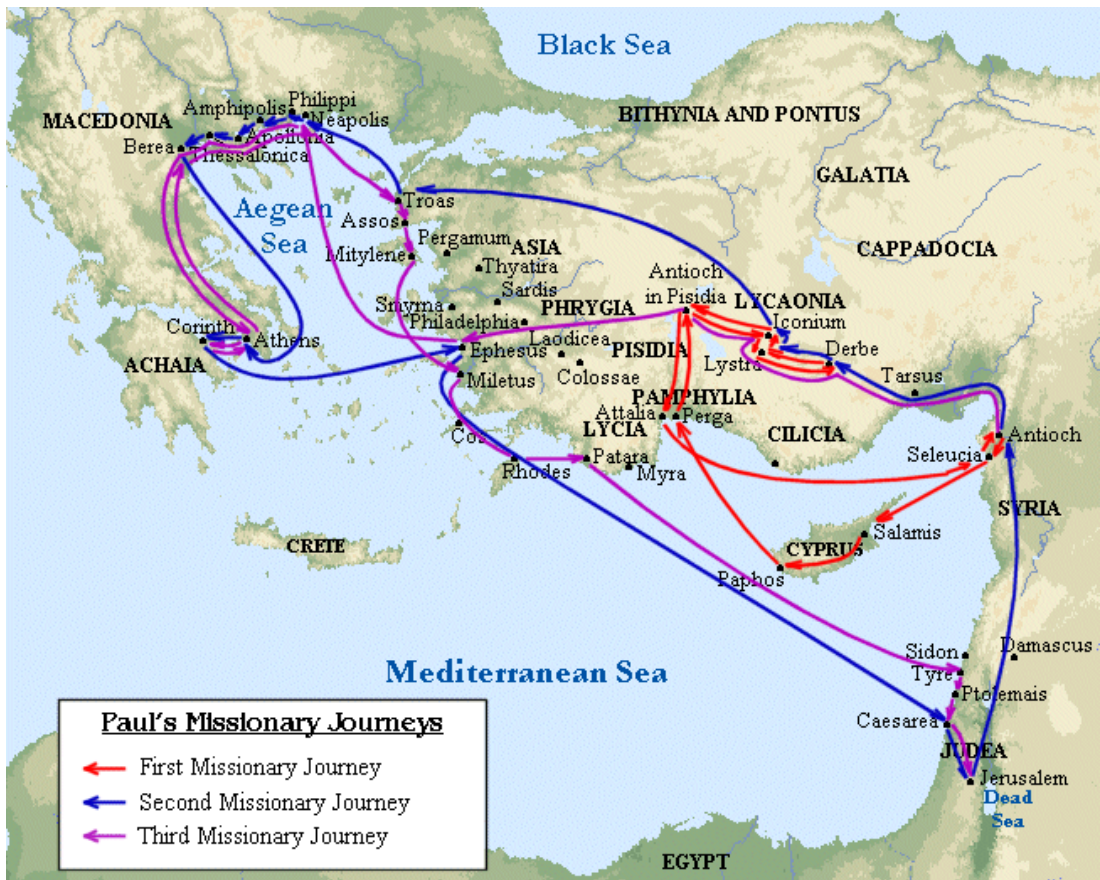 Black Sea
Philippi
Amphipolis
Neapolis
MACEDONIA
BITHYNIA AND PONTUS
Apollonia
Berea
Thessalonica
GALATIA
Troas
Aegean
Sea
Assos
Pergamum
ASIA
CAPPADOCIA
Mitylene
Thyatira
Antioch
in Pisidia
LYCAONIA
Sardis
Smyrna
PHRYGIA
Philadelphia
Iconium
Corinth
Athens
Laodicea
Ephesus
PISIDIA
Derbe
ACHAIA
Lystra
Colossae
Miletus
Tarsus
PAMPHYLIA
Attalia
Perga
Cos
LYCIA
CILICIA
Antioch
Seleucia
Rhodes
Patara
Myra
SYRIA
Salamis
CRETE
CYPRUS
Paphos
Damascus
Sidon
Mediterranean Sea
Tyre
Ptolemais
Caesarea
JUDEA
Jerusalem
Dead
Sea
EGYPT
Paul's Missionary Journeys
First Missionary Journey
Second Missionary Journey
Third Missionary Journey